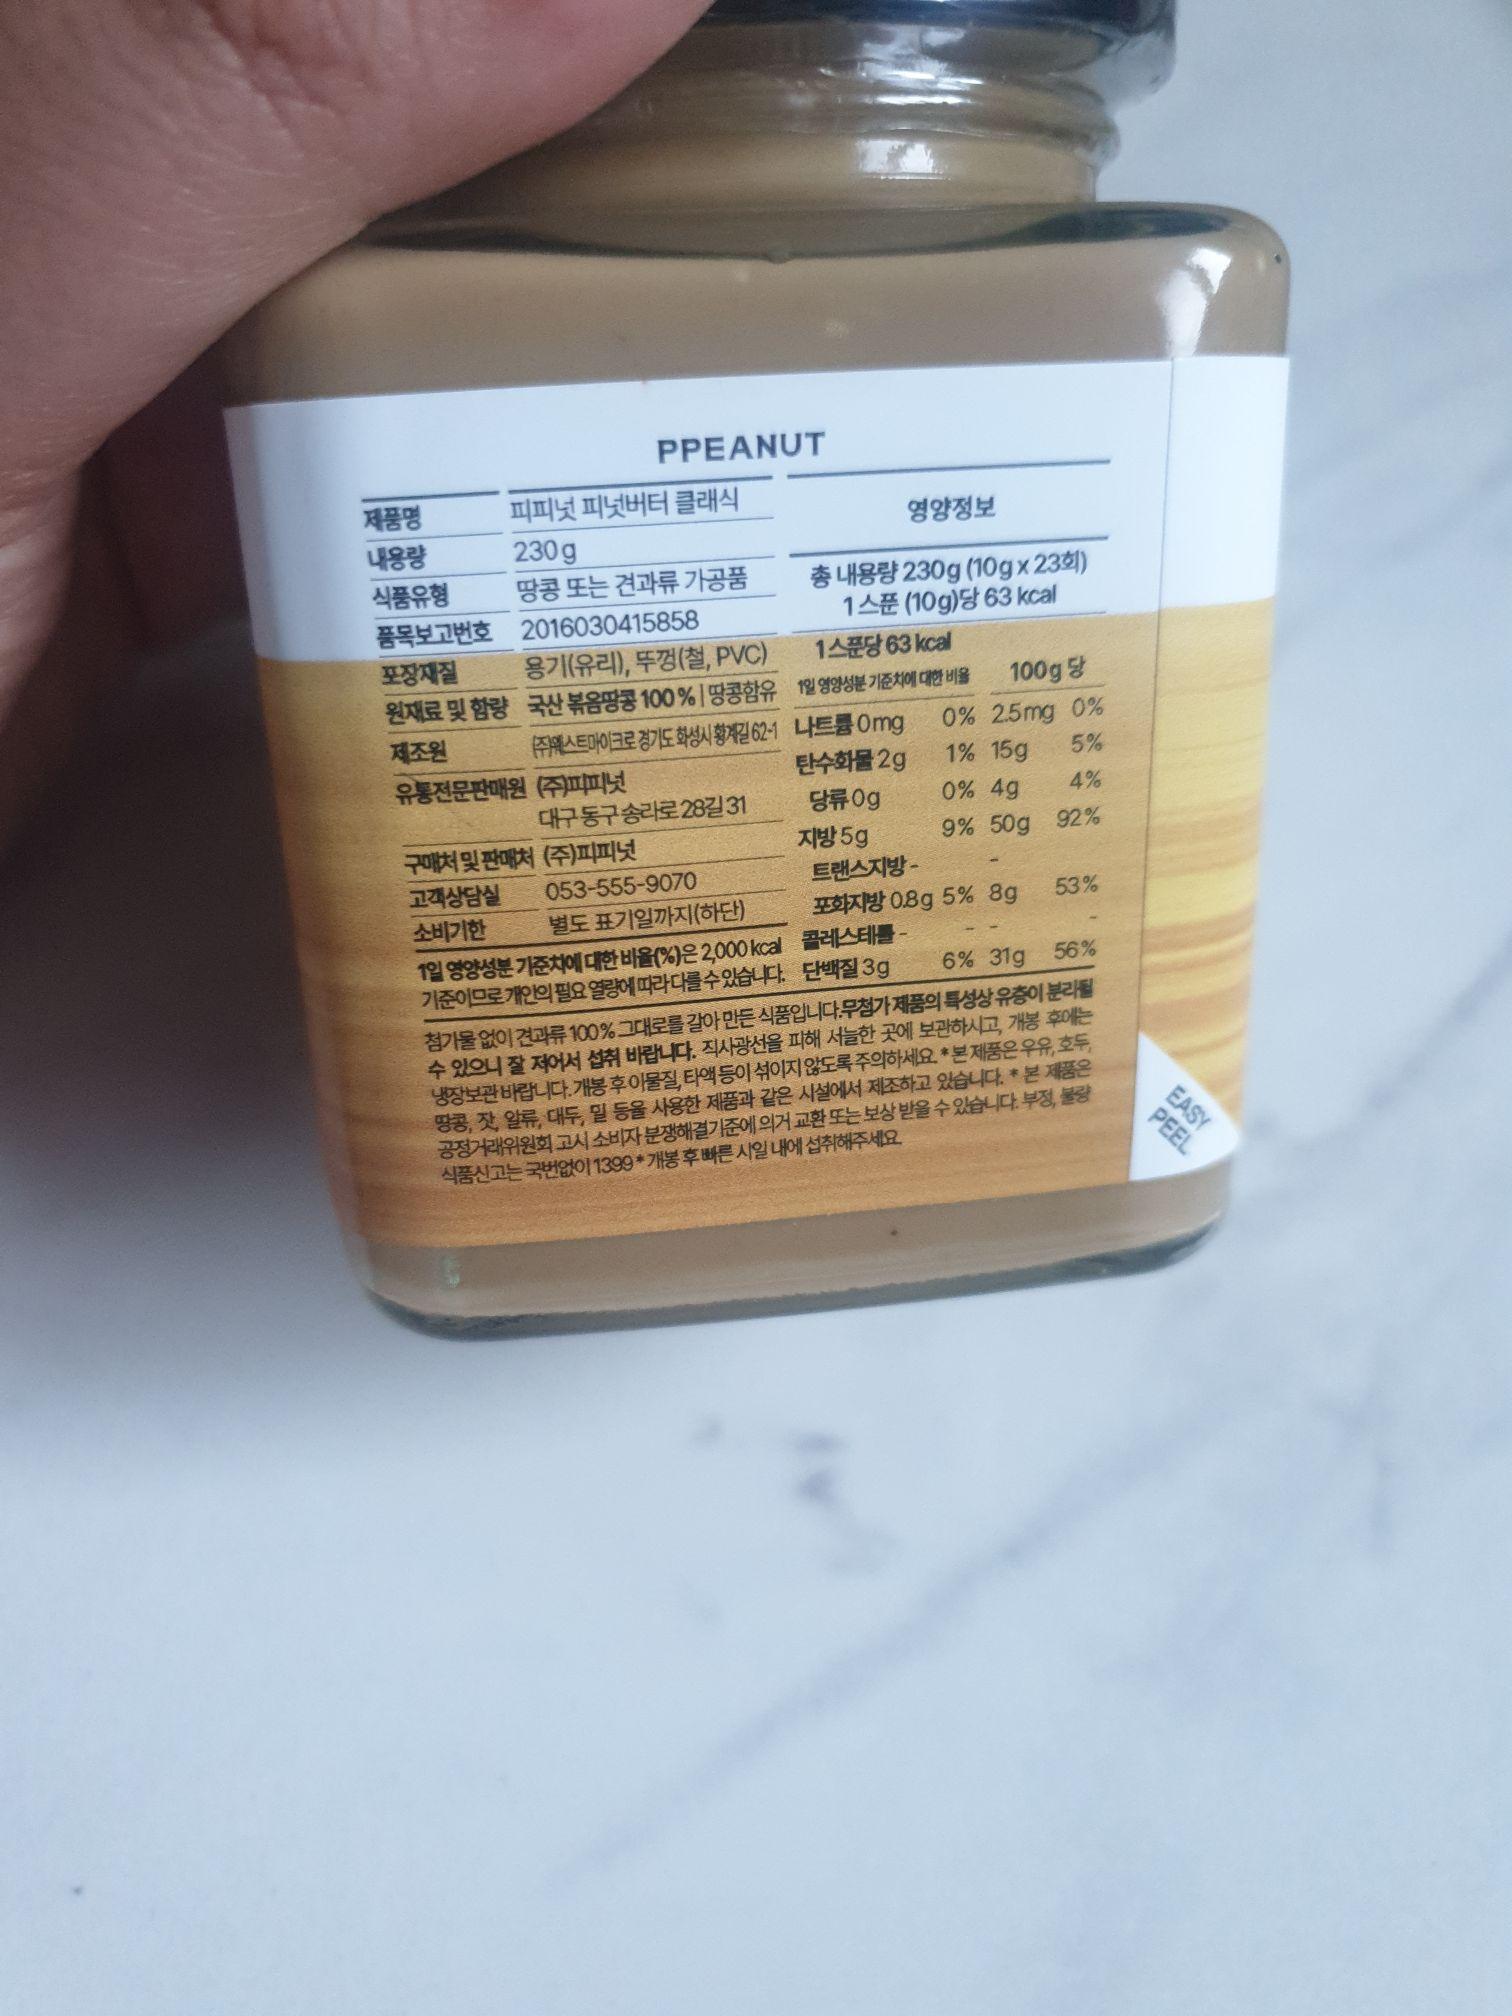 PPEANUT
제품명 피피넛 피넛버터 클래식
내용량 230g
식품유형 땅콩 또는 견과류 가공품
품목보고번호 2016030415858
포장재질 용기(유리), 뚜껑(철, PVC)
원재료 및 함량 국산 볶음땅콩 100% | 땅콩함유
제조원 (주)웨스트마이크로 경기도 화성시 황계길 62-1
유통전문판매원 (주)피피넛
대구 동구 송라로 28길 31
구매처 및 판매처 (주)피피넛
고객상담실 053-555-9070
소비기한 별도 표기일까지(하단)
1일 영양성분 기준치에 대한 비율(%)은 2,000 kcal
기준이므로 개인의 필요 열량에 따라 다를 수 있습니다.
영양정보
총 내용량 230g (10g x 23회)
1 스푼 (10g)당 63 kcal
1스푼당 63 kcal
1일 영양성분 기준치에 대한 비율 100g 당
나트륨 0mg 0% 2.5mg 0%
탄수화물 2g 1% 15g 5%
당류 0g 0% 4g 4%
지방 5g 9% 50g 92%
트랜스지방 - -
포화지방 0.8g 5% 8g 53%
콜레스테롤 - - - -
단백질 3g 6% 31g 56%
첨가물 없이 견과류 100% 그대로를 갈아 만든 식품입니다. 무첨가 제품의 특성상 유층이 분리될
수 있으니 잘 저어서 섭취 바랍니다. 직사광선을 피해 서늘한 곳에 보관하시고, 개봉 후에는
냉장보관 바랍니다. 개봉 후 이물질, 타액 등이 섞이지 않도록 주의하세요. * 본 제품은 우유, 호두,
땅콩, 잣, 알류, 대두, 밀 등을 사용한 제품과 같은 시설에서 제조하고 있습니다. * 본 제품은
공정거래위원회 고시 소비자 분쟁해결기준에 의거 교환 또는 보상 받을 수 있습니다. 부정, 불량
식품신고는 국번없이 1399 * 개봉 후 빠른 시일 내에 섭취해주세요.
EASY
PEEL